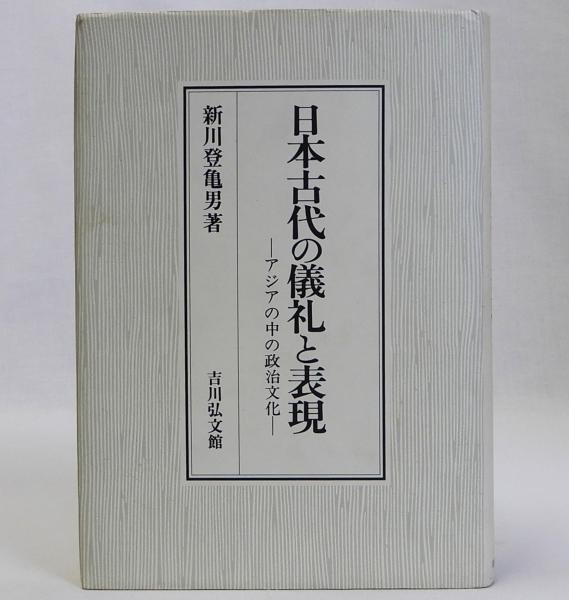 日本古代の儀礼と表現
―アジアの中の政治文化―
新川登亀男著
吉川弘文館